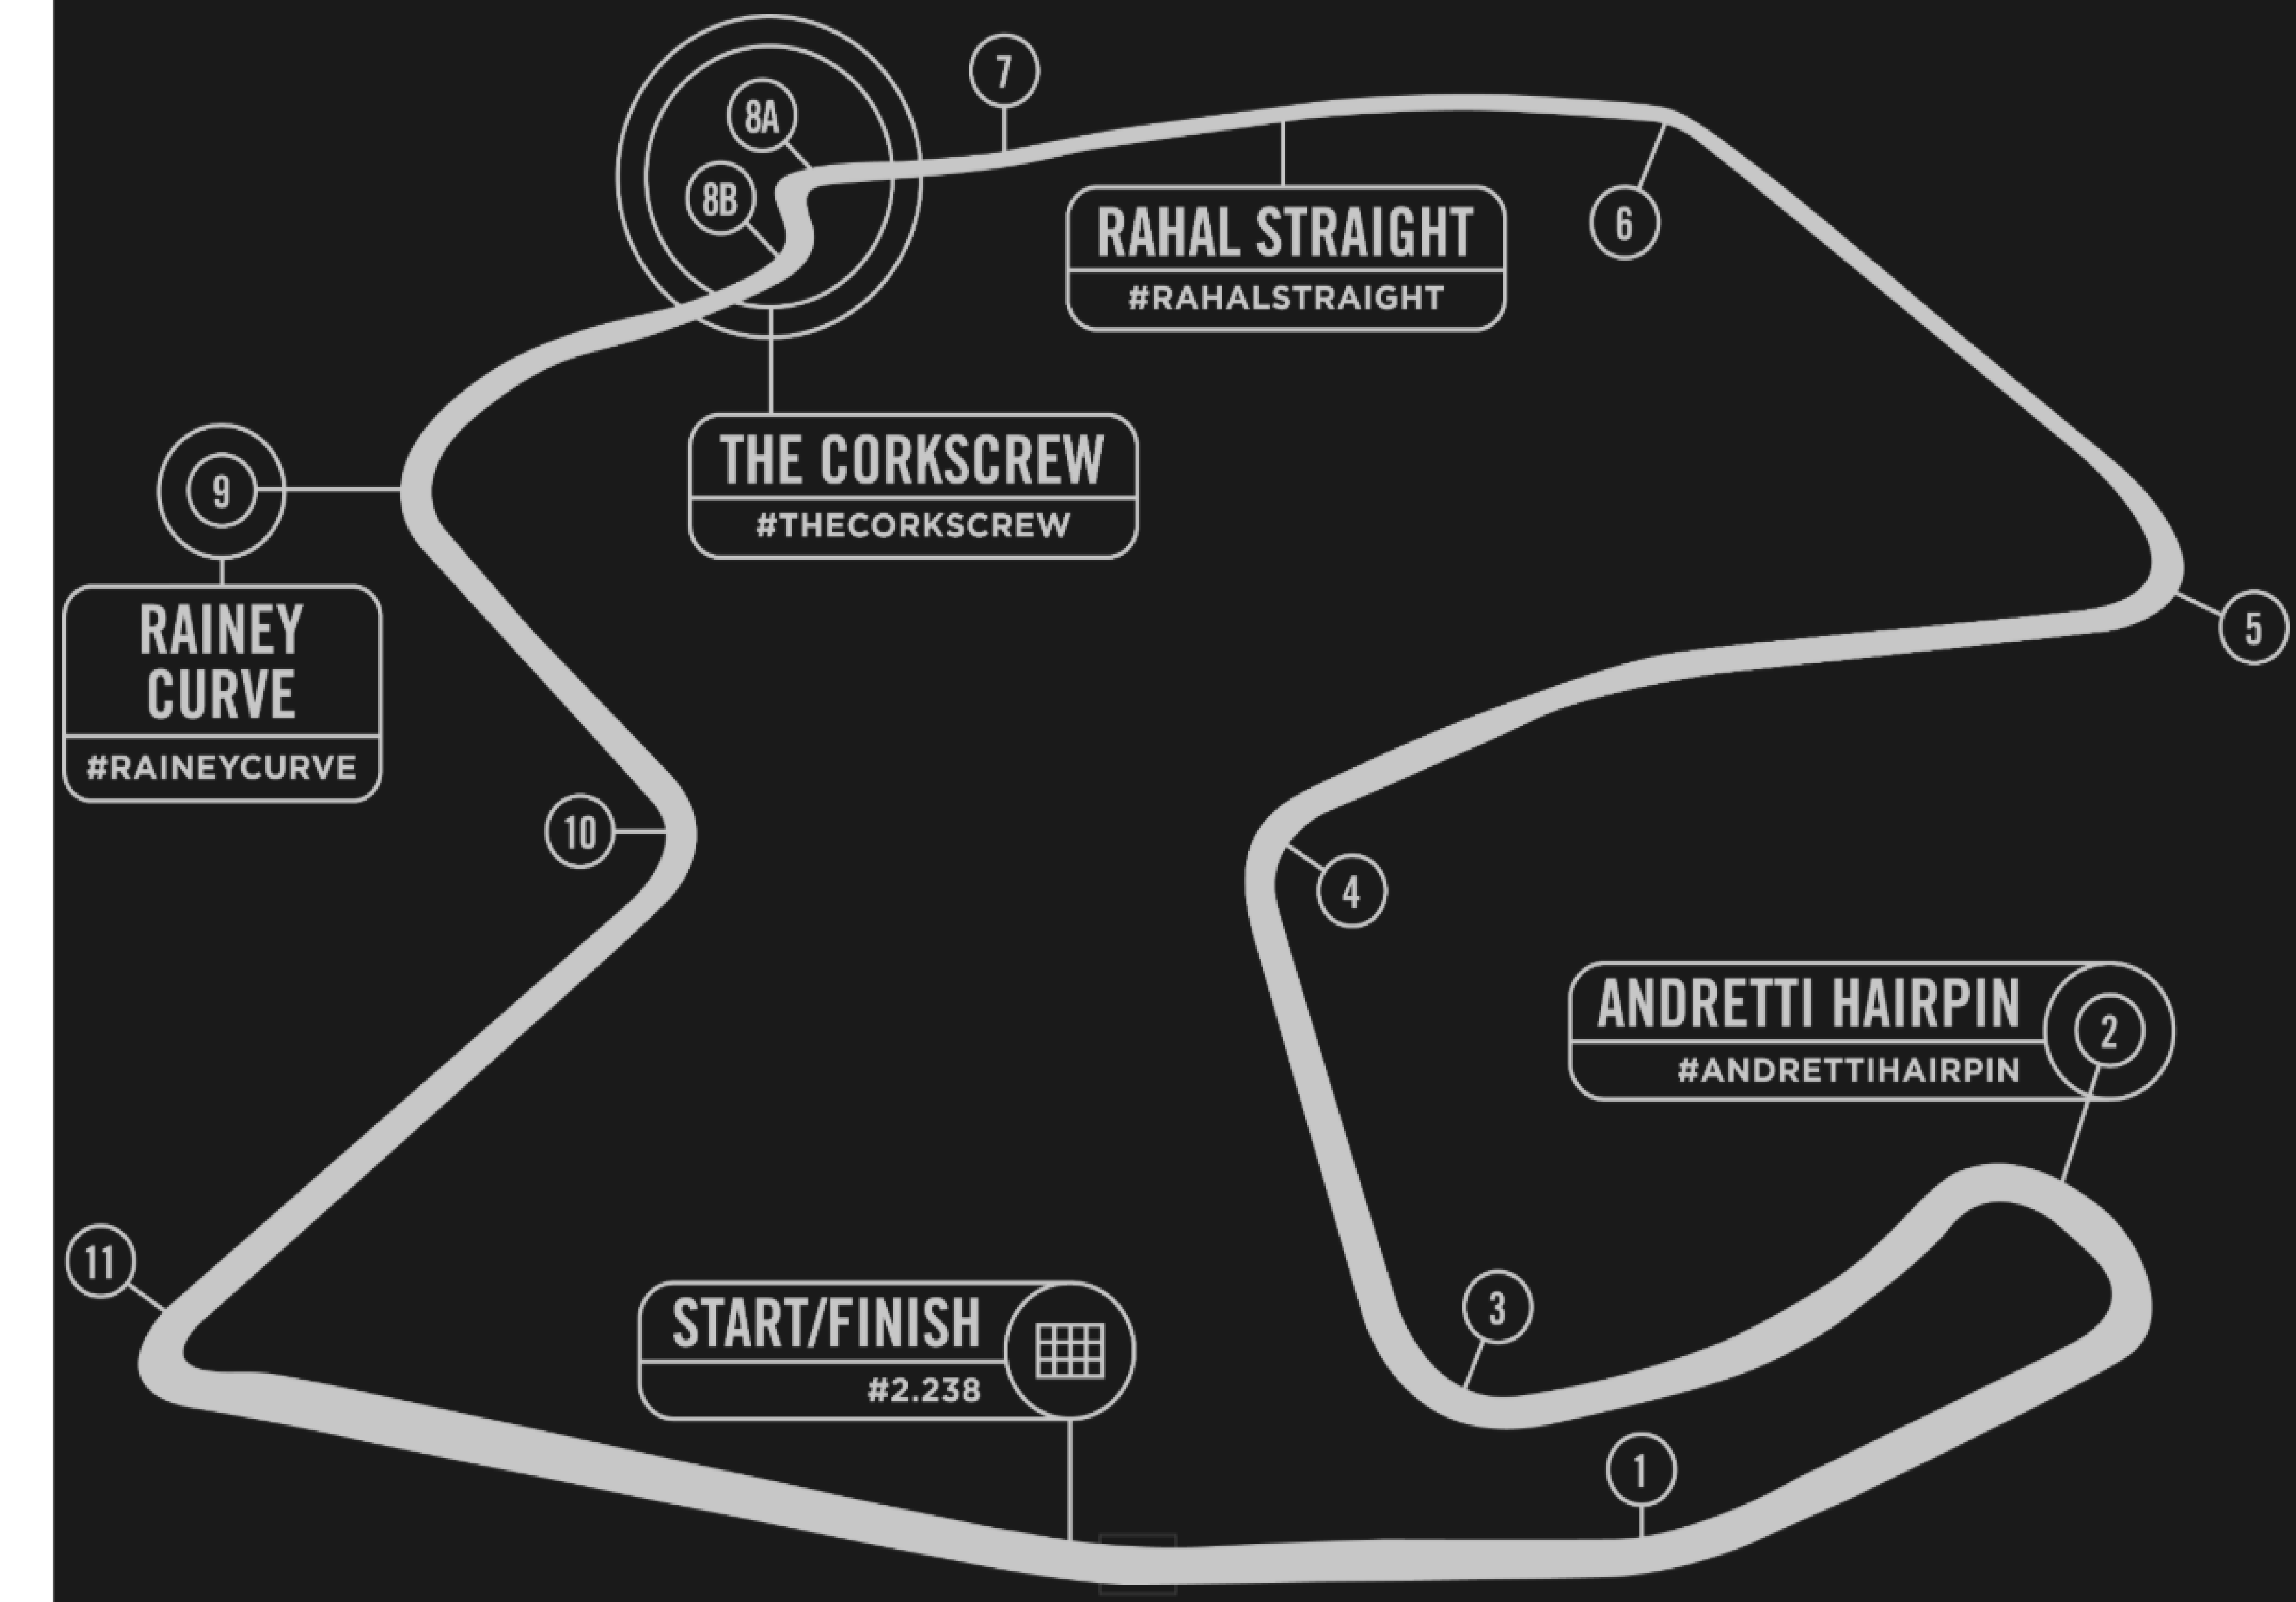 7
8A
8B
RAHAL STRAIGHT
#RAHALSTRAIGHT
6
THE CORKSCREW
#THECORKSCREW
9
RAINEY
CURVE
#RAINEYCURVE
5
10
4
ANDRETTI HAIRPIN
#ANDRETTIHAIRPIN
2
11
START/FINISH
#2.238
3
1